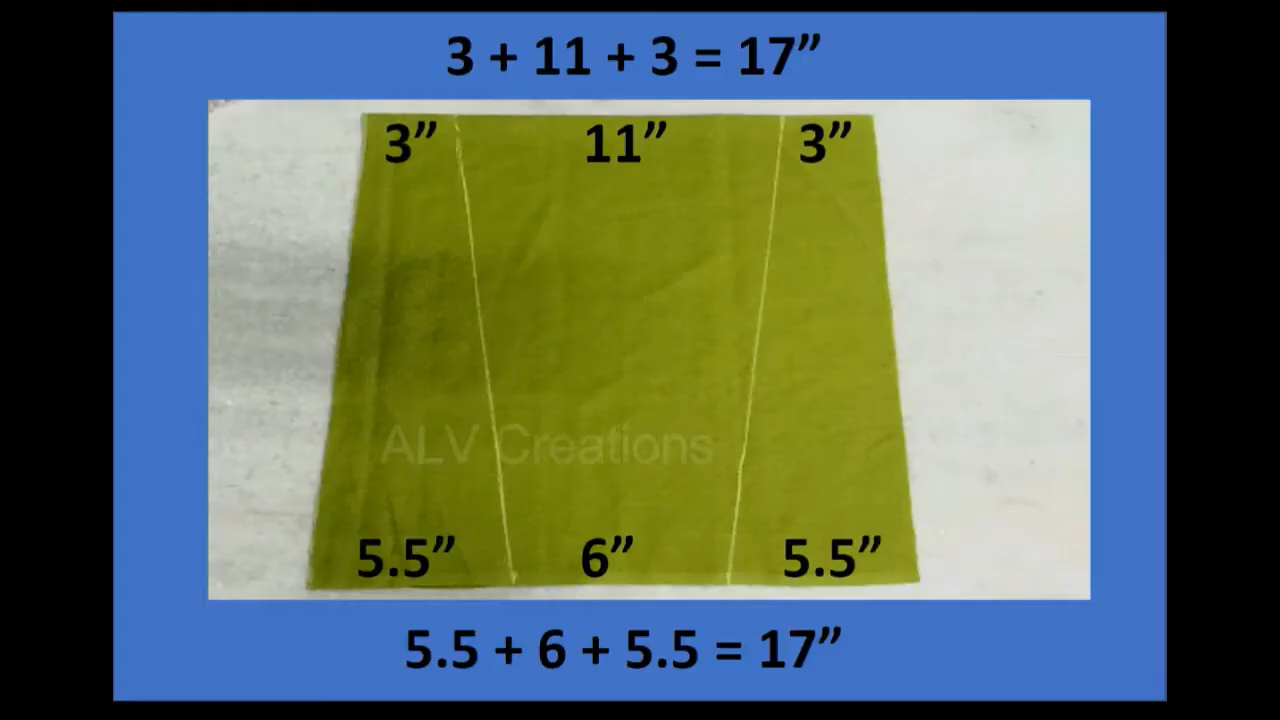 3 + 11 + 3 = 17”
3” 11” 3”
ALV Creations
5.5” 6” 5.5”
5.5 + 6 + 5.5 = 17”